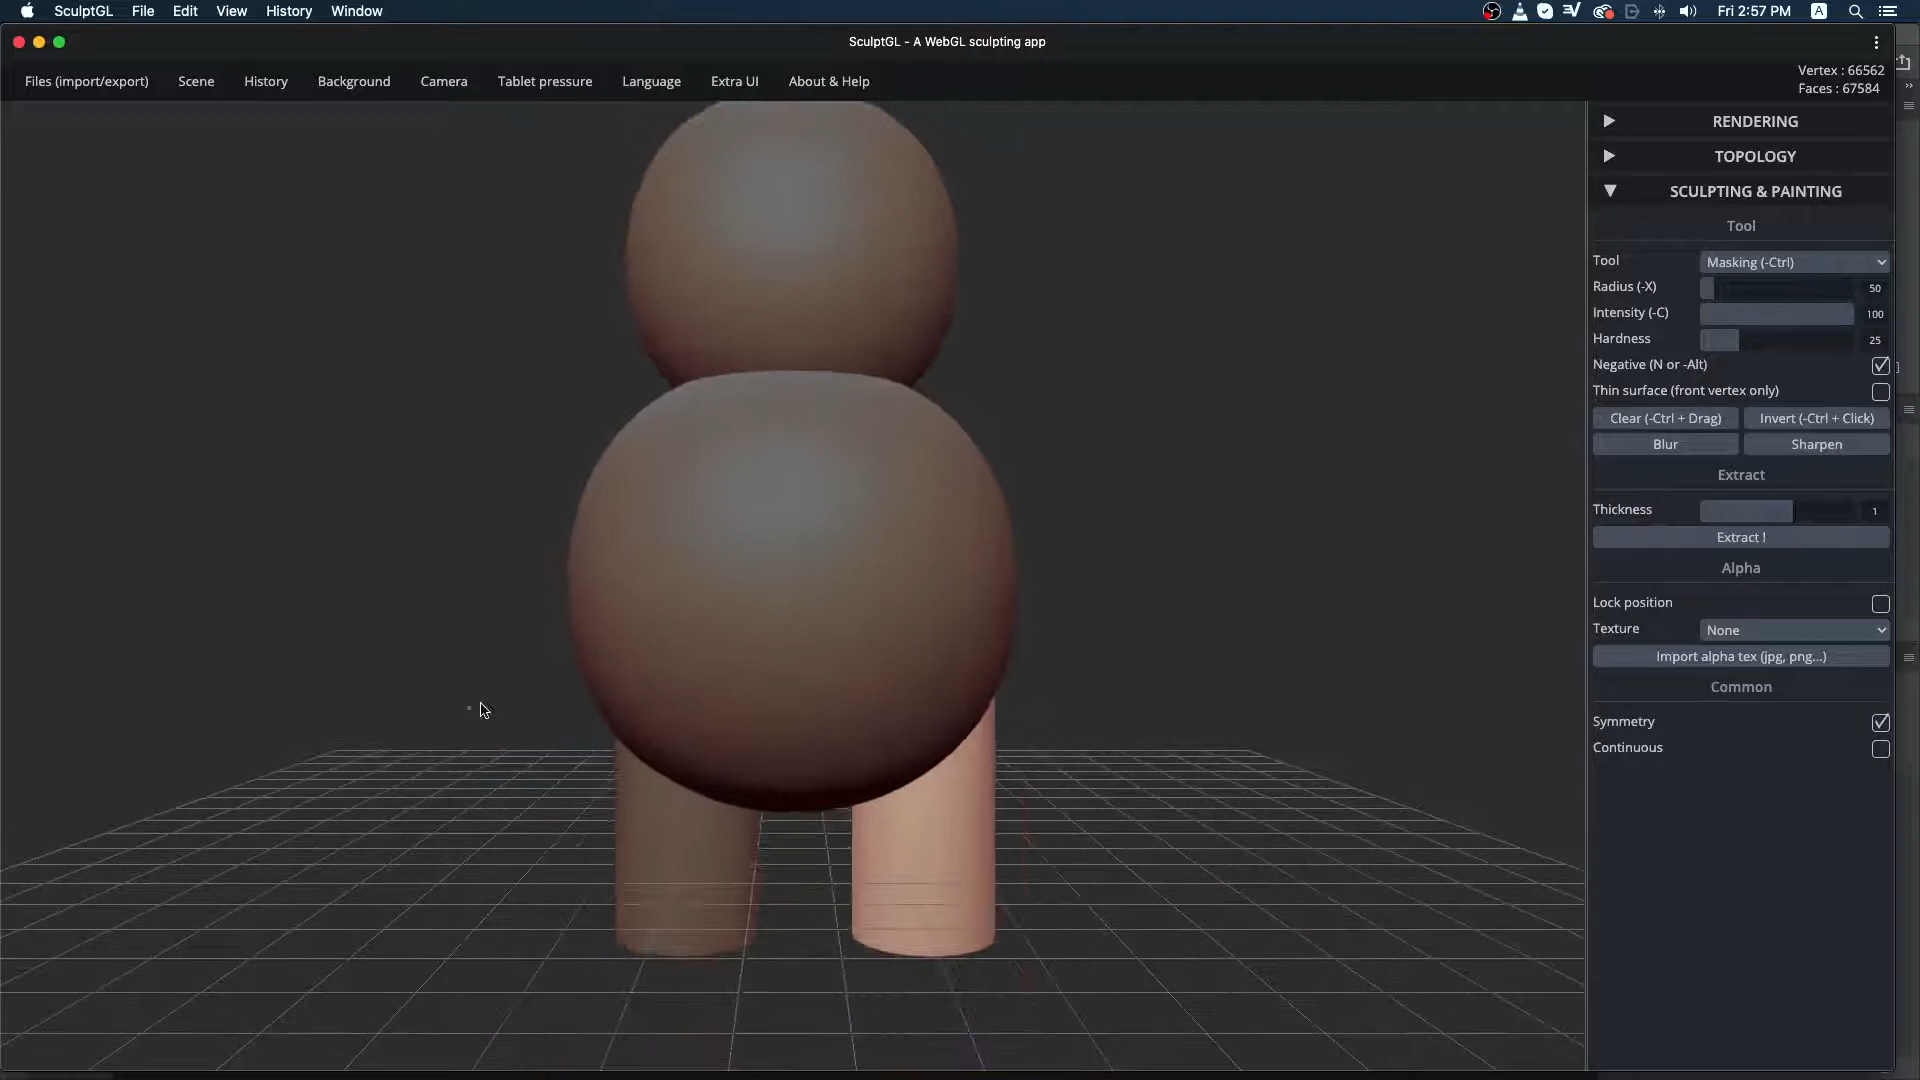 SculptGL File Edit View History Window Fri 2:57 PM A
SculptGL - A WebGL sculpting app
Files (import/export) Scene History Background Camera Tablet pressure Language Extra UI About & Help
Vertex : 66562
Faces : 67584
RENDERING
TOPOLOGY
SCULPTING & PAINTING
Tool
Tool Masking (-Ctrl)
Radius (-X) 50
Intensity (-C) 100
Hardness 25
Negative (N or -Alt)
Thin surface (front vertex only)
Clear (-Ctrl + Drag) Invert (-Ctrl + Click)
Blur Sharpen
Extract
Thickness 1
Extract !
Alpha
Lock position
Texture None
Import alpha tex (jpg, png...)
Common
Symmetry
Continuous